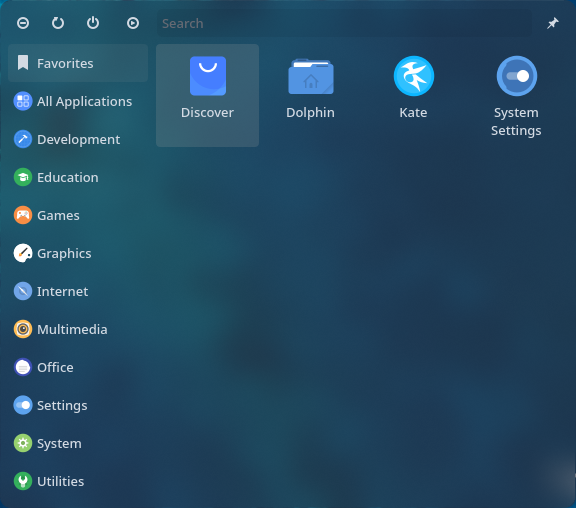 Search
Favorites
All Applications
Development
Education
Games
Graphics
Internet
Multimedia
Office
Settings
System
Utilities
Discover
Dolphin
Kate
System
Settings